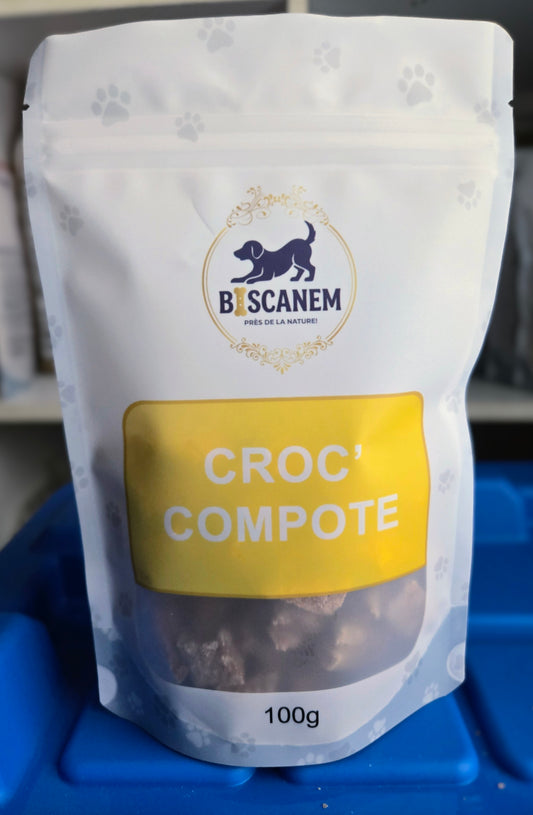 BISCANEM
PRÈS DE LA NATURE!
CROC'
COMPOTE
100g